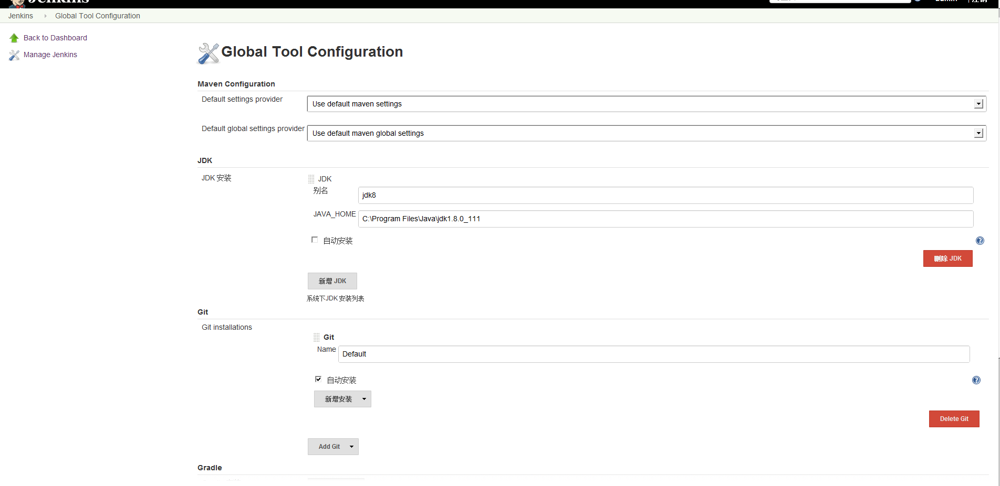 Jenkins
admin
注销
Jenkins
Global Tool Configuration
Back to Dashboard
Manage Jenkins
Global Tool Configuration
Maven Configuration
Default settings provider
Use default maven settings
Default global settings provider
Use default maven global settings
JDK
JDK 安装
JDK
别名
jdk8
JAVA_HOME
C:\Program Files\Java\jdk1.8.0_111
自动安装
删除 JDK
新增 JDK
系统下JDK 安装列表
Git
Git installations
Git
Name
Default
自动安装
新增安装
Delete Git
Add Git
Gradle